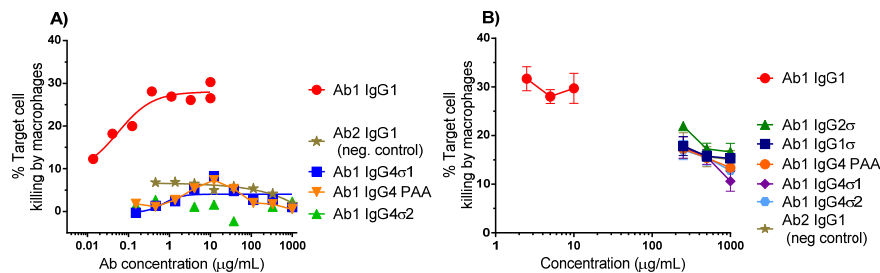 A)
% Target cell
killing by macrophages
40
30
20
10
0
0.01
0.1
1
10
100
1000
Ab concentration (µg/mL)
Ab1 IgG1
Ab2 IgG1
(neg. control)
Ab1 IgG4σ1
Ab1 IgG4 PAA
Ab1 IgG4σ2
B)
% Target cell
killing by macrophages
40
30
20
10
0
1
10
100
1000
Concentration (µg/mL)
Ab1 IgG1
Ab1 IgG2σ
Ab1 IgG1σ
Ab1 IgG4 PAA
Ab1 IgG4σ1
Ab1 IgG4σ2
Ab2 IgG1
(neg control)